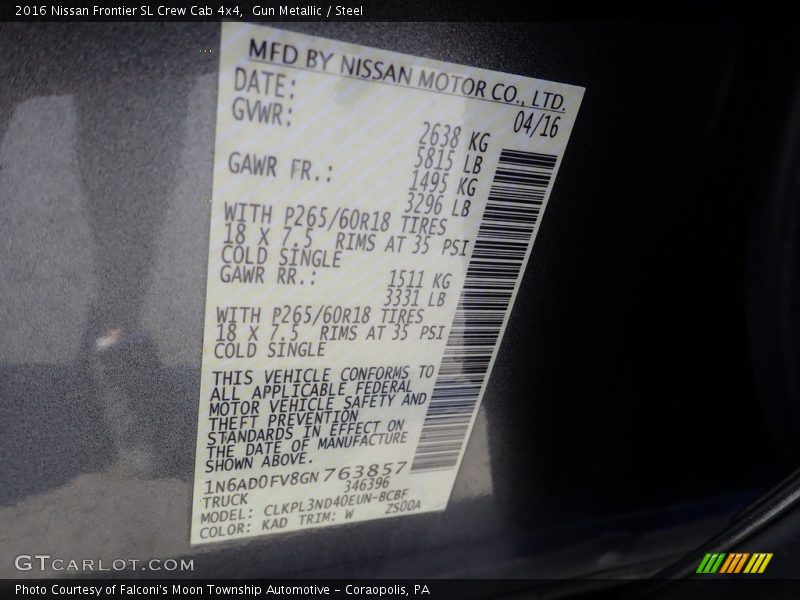 2016 Nissan Frontier SL Crew Cab 4x4,  Gun Metallic / Steel
MFD BY NISSAN MOTOR CO., LTD.
DATE: 04/16
GVWR: 2638 KG
5815 LB
GAWR FR.: 1495 KG
3296 LB
WITH P265/60R18 TIRES
18 X 7.5 RIMS AT 35 PSI
COLD SINGLE
GAWR RR.: 1511 KG
3331 LB
WITH P265/60R18 TIRES
18 X 7.5 RIMS AT 35 PSI
COLD SINGLE
THIS VEHICLE CONFORMS TO
ALL APPLICABLE FEDERAL
MOTOR VEHICLE SAFETY AND
THEFT PREVENTION
STANDARDS IN EFFECT ON
THE DATE OF MANUFACTURE
SHOWN ABOVE.
1N6AD0FV8GN763857
TRUCK 346396
MODEL: CLKPL3ND40EUN-BCBF
COLOR: KAD TRIM: W ZS00A
GTCARLOT.COM
Photo Courtesy of Falconi's Moon Township Automotive – Coraopolis, PA